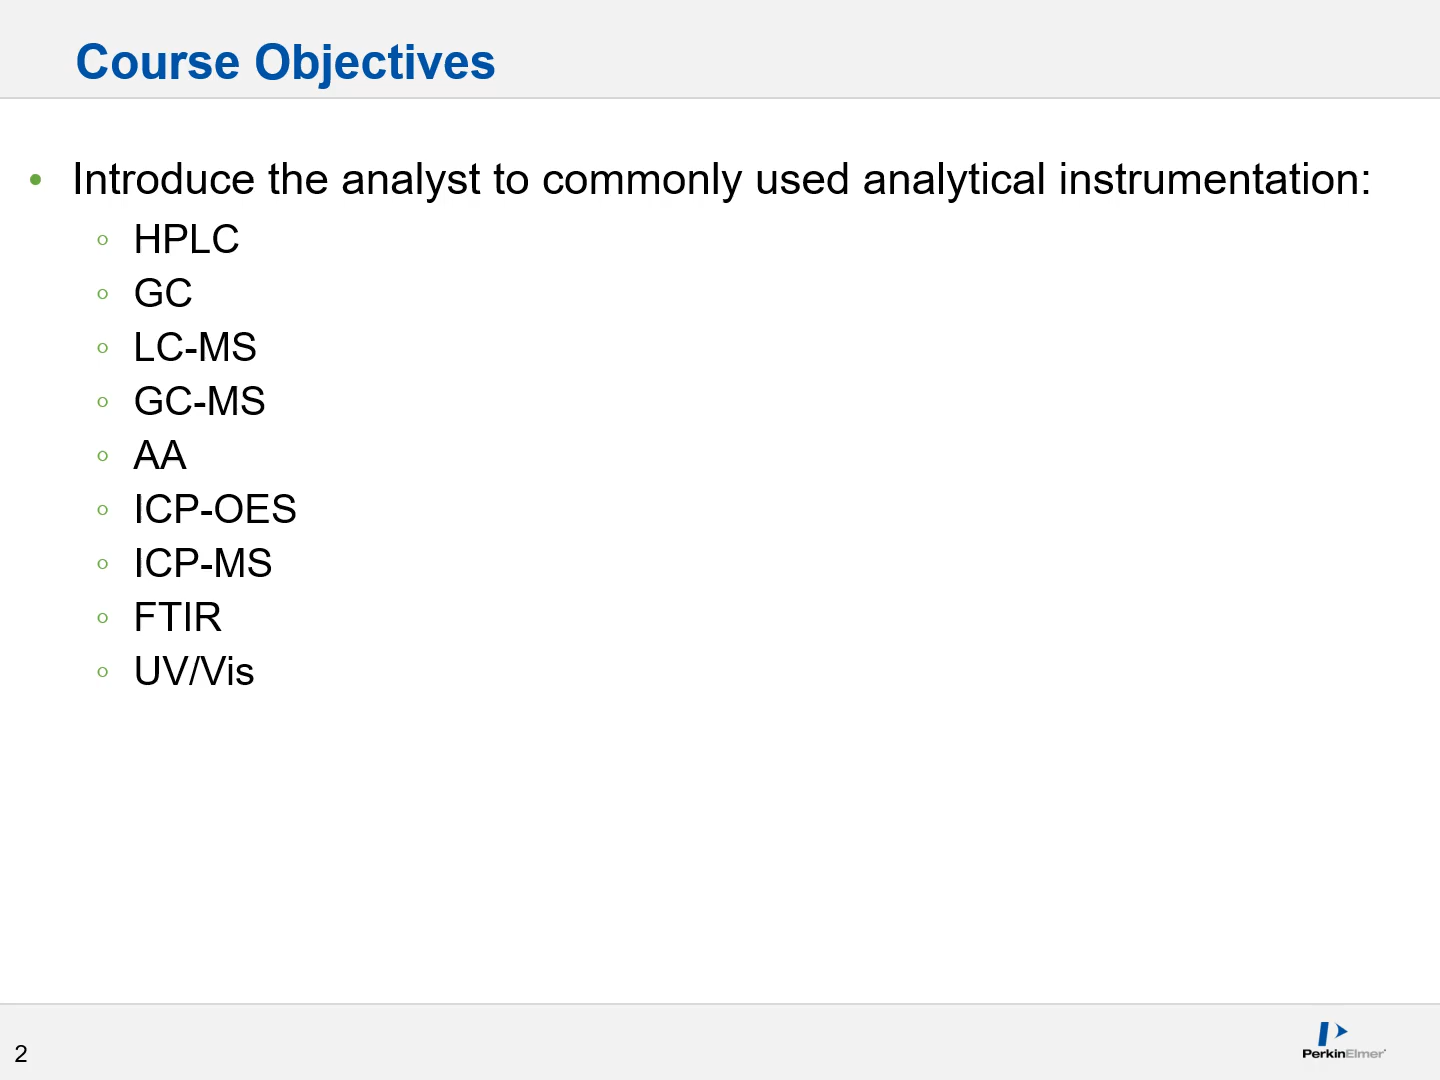 Course Objectives
• Introduce the analyst to commonly used analytical instrumentation:
o HPLC
o GC
o LC-MS
o GC-MS
o AA
o ICP-OES
o ICP-MS
o FTIR
o UV/Vis
2
PerkinElmer